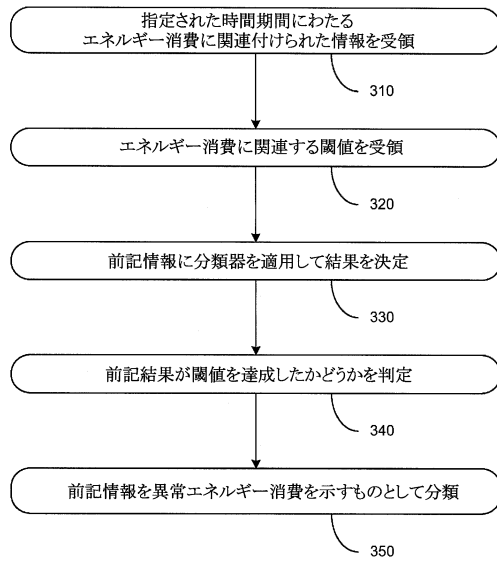 指定された時間期間にわたる
エネルギー消費に関連付けられた情報を受領
310
エネルギー消費に関連する閾値を受領
320
前記情報に分類器を適用して結果を決定
330
前記結果が閾値を達成したかどうかを判定
340
前記情報を異常エネルギー消費を示すものとして分類
350